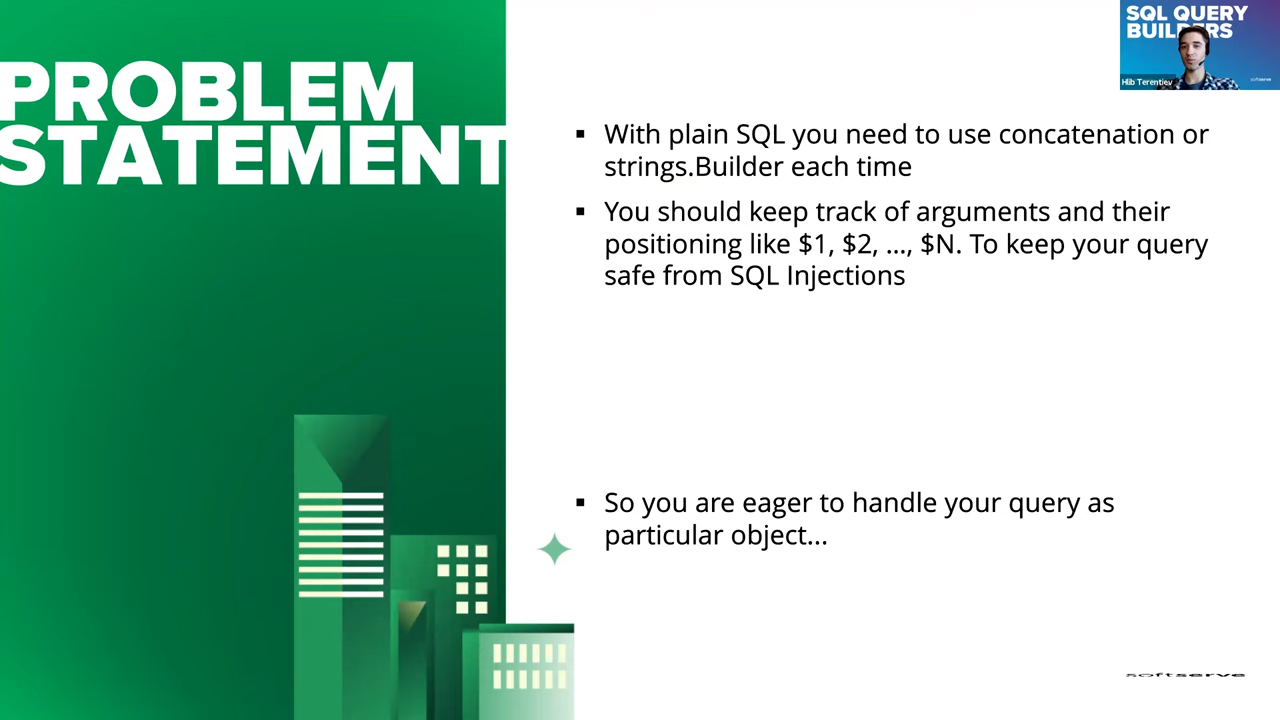 PROBLEM
STATEMENT
▪ With plain SQL you need to use concatenation or
strings.Builder each time
▪ You should keep track of arguments and their
positioning like $1, $2, ..., $N. To keep your query
safe from SQL Injections
▪ So you are eager to handle your query as
particular object...
SQL QUERY
BUILDERS
Hlib Terentiev
softserve
softserve